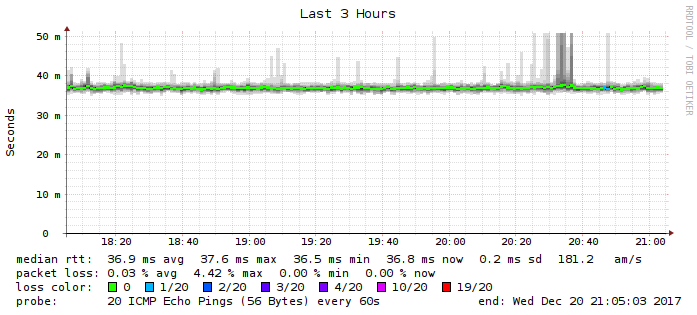 Last 3 Hours
RRDTOOL / TOBI OETIKER
Seconds
50 m
40 m
30 m
20 m
10 m
0
18:20 18:40 19:00 19:20 19:40 20:00 20:20 20:40 21:00
median rtt: 36.9 ms avg 37.6 ms max 36.5 ms min 36.8 ms now 0.2 ms sd 181.2 am/s
packet loss: 0.03 % avg 4.42 % max 0.00 % min 0.00 % now
loss color: 0 1/20 2/20 3/20 4/20 10/20 19/20
probe: 20 ICMP Echo Pings (56 Bytes) every 60s end: Wed Dec 20 21:05:03 2017